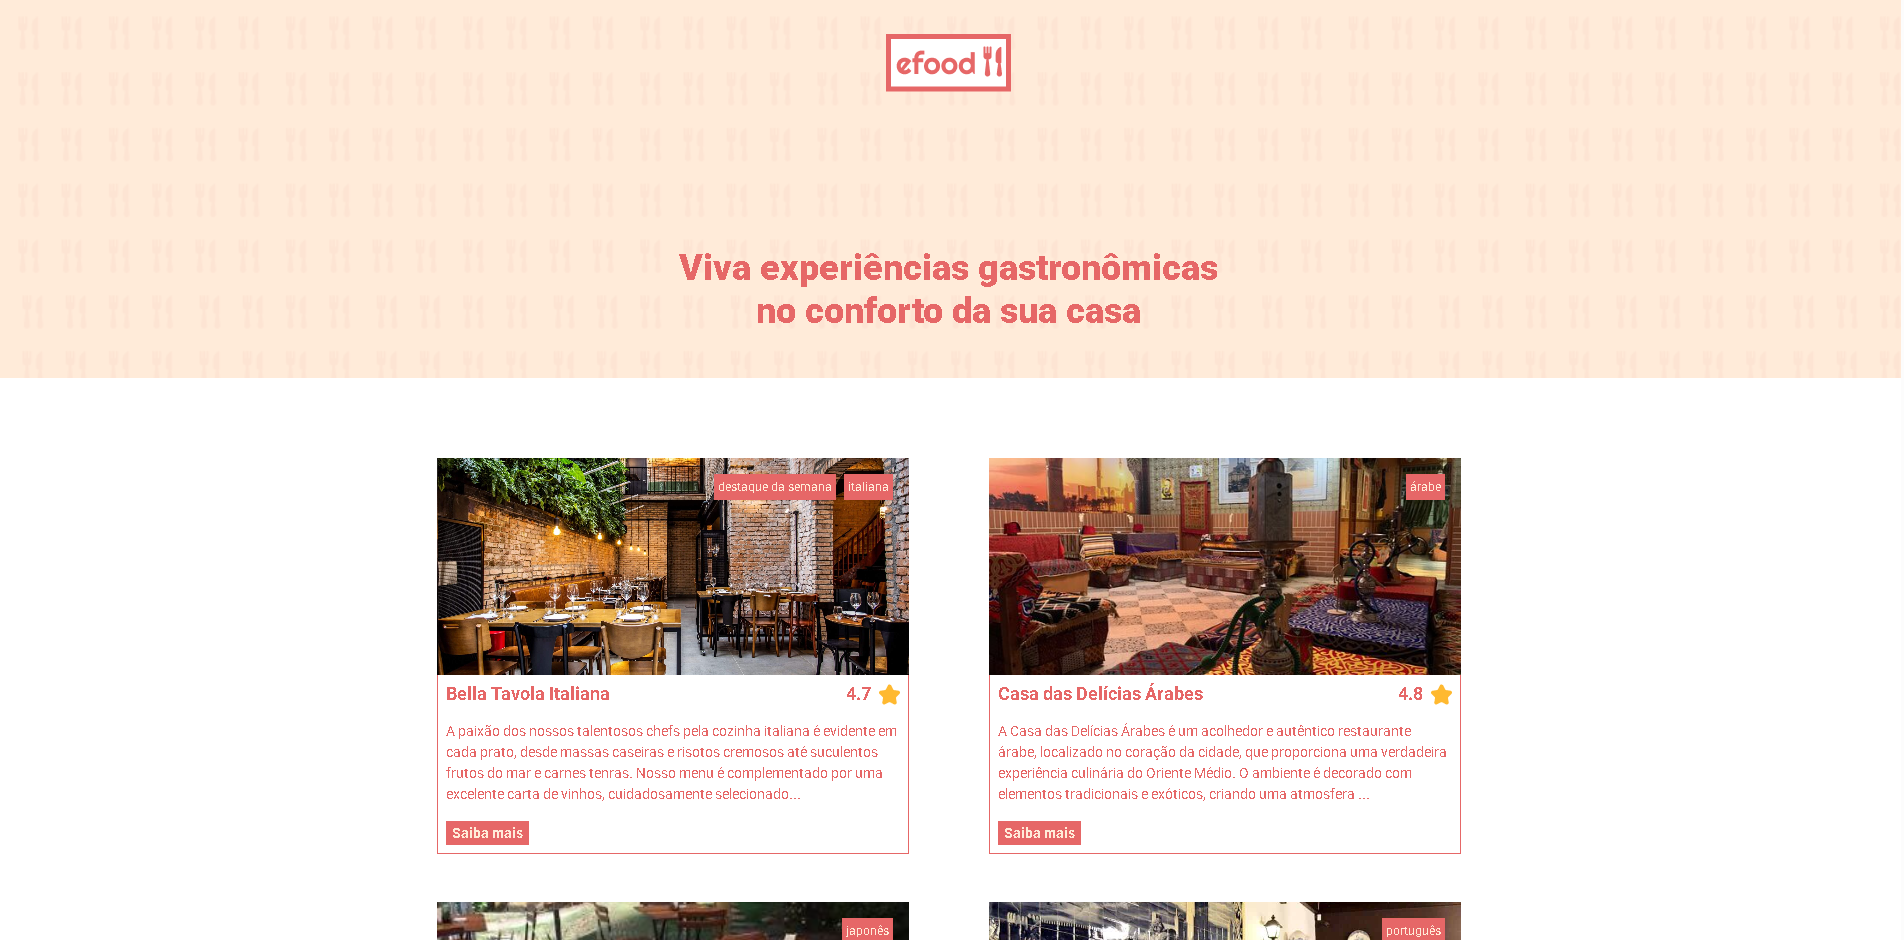 efood
Viva experiências gastronômicas
no conforto da sua casa
destaque da semana
italiana
árabe
Bella Tavola Italiana
4.7
A paixão dos nossos talentosos chefs pela cozinha italiana é evidente em
cada prato, desde massas caseiras e risotos cremosos até suculentos
frutos do mar e carnes tenras. Nosso menu é complementado por uma
excelente carta de vinhos, cuidadosamente selecionado...
Saiba mais
Casa das Delícias Árabes
4.8
A Casa das Delícias Árabes é um acolhedor e autêntico restaurante
árabe, localizado no coração da cidade, que proporciona uma verdadeira
experiência culinária do Oriente Médio. O ambiente é decorado com
elementos tradicionais e exóticos, criando uma atmosfera ...
Saiba mais
japonês
português